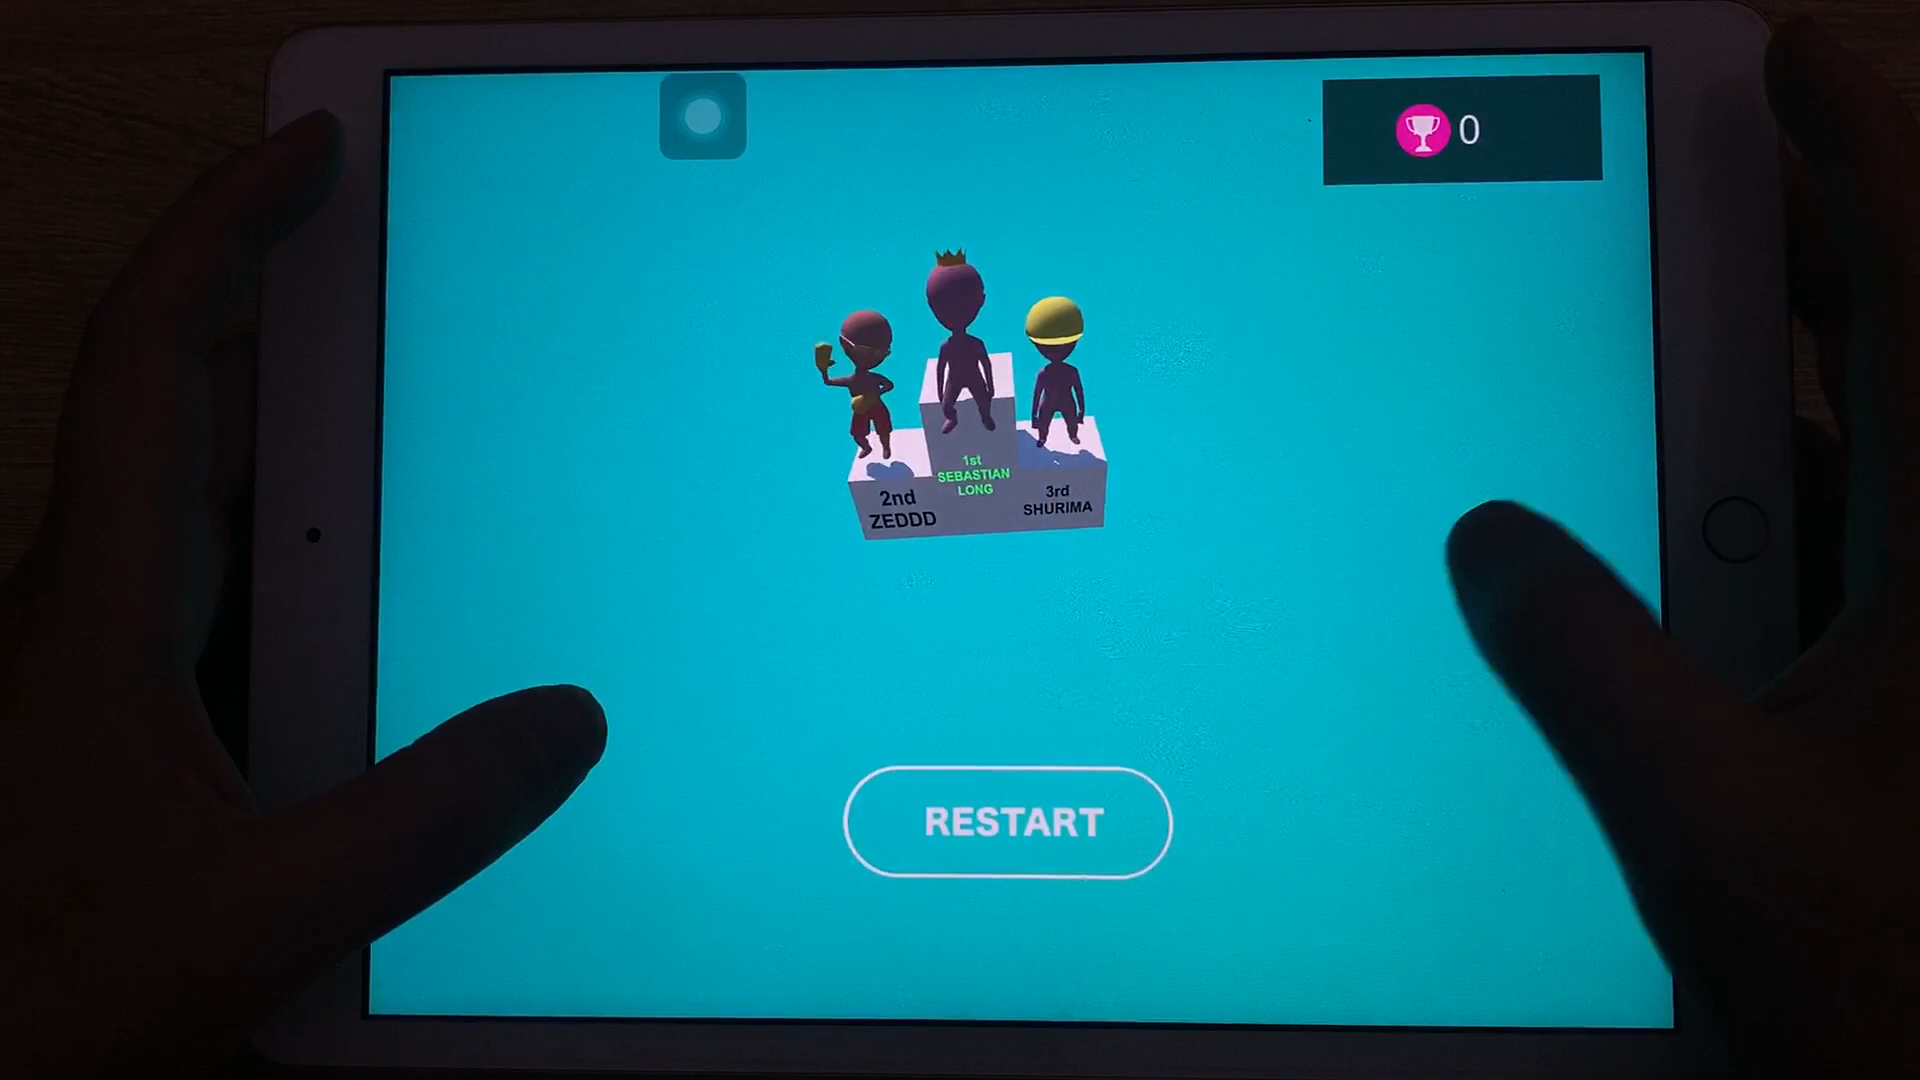 0
1st
SEBASTIAN
LONG
2nd
ZEDDD
3rd
SHURIMA
RESTART